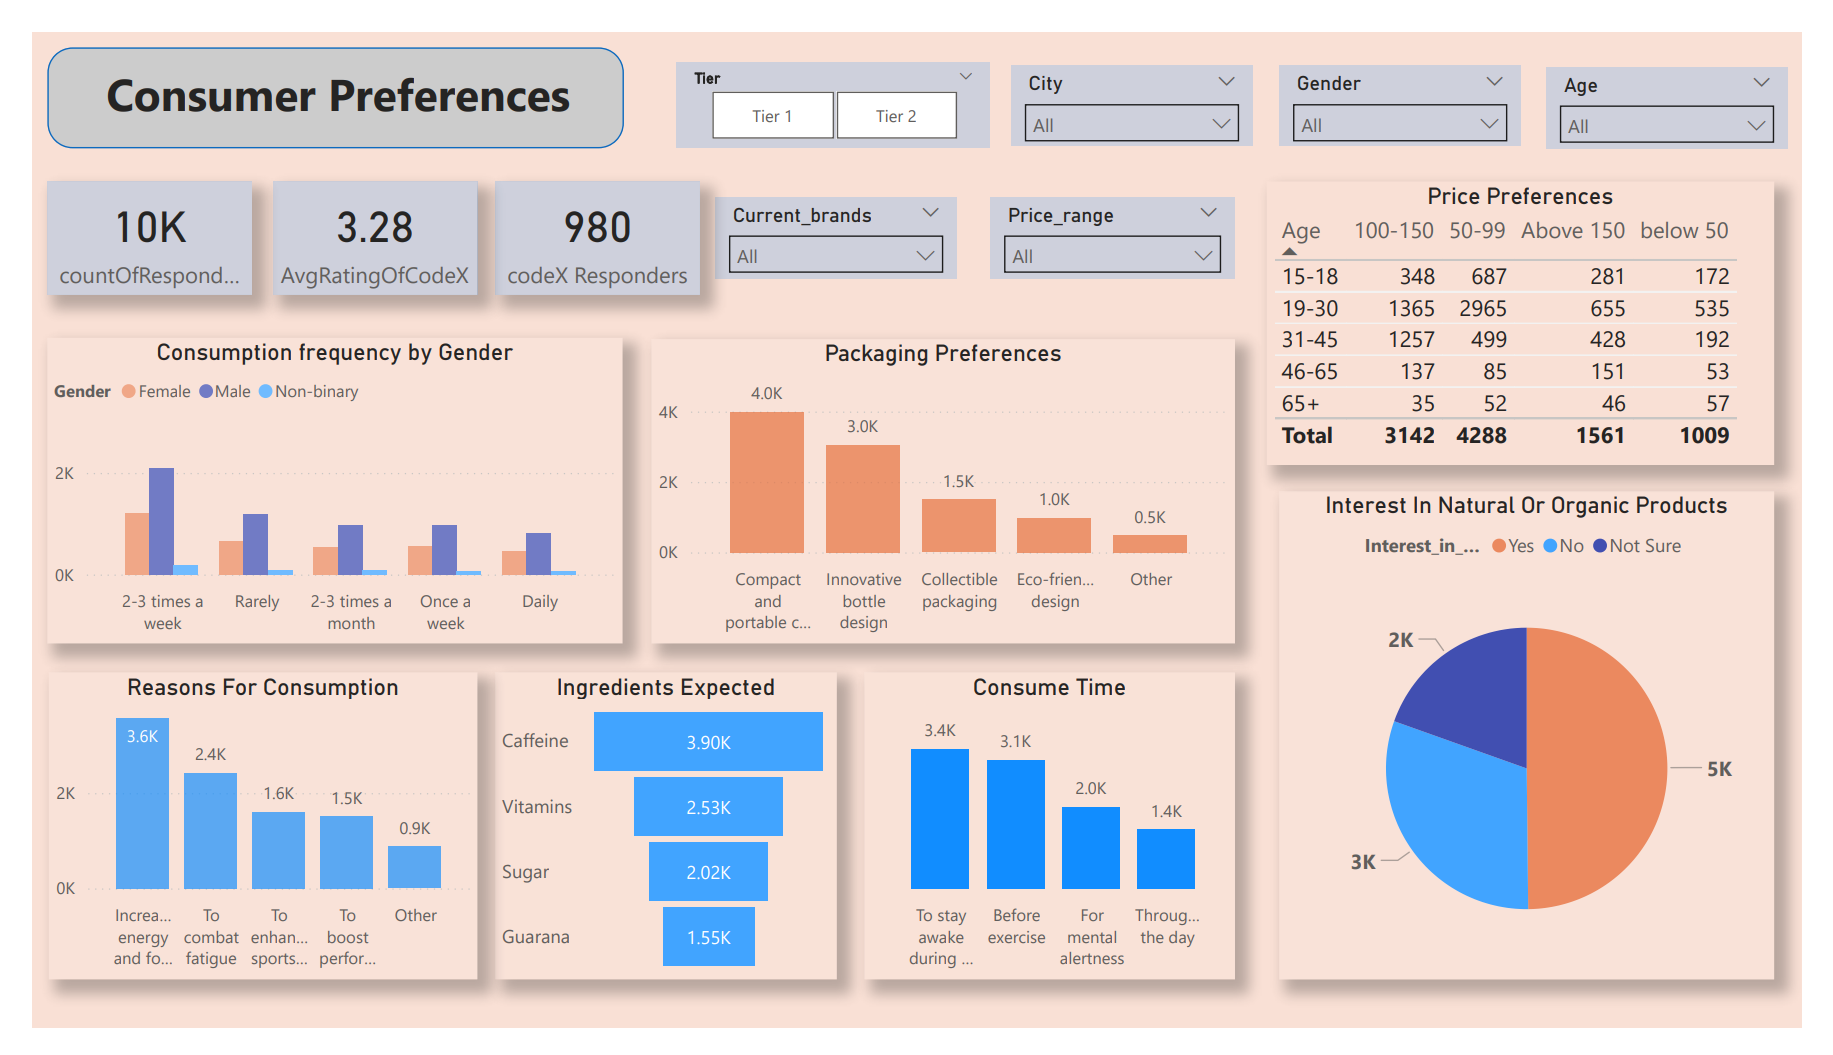 Consumer Preferences
Tier
Tier 1
Tier 2
City
All
Gender
All
Age
All
10K
countOfRespond...
3.28
AvgRatingOfCodeX
980
codeX Responders
Current_brands
All
Price_range
All
Price Preferences
Age 100-150 50-99 Above 150 below 50
15-18 348 687 281 172
19-30 1365 2965 655 535
31-45 1257 499 428 192
46-65 137 85 151 53
65+ 35 52 46 57
Total 3142 4288 1561 1009
Consumption frequency by Gender
Gender Female Male Non-binary
2K
0K
2-3 times a
week
Rarely
2-3 times a
month
Once a
week
Daily
Packaging Preferences
4K
2K
0K
4.0K
3.0K
1.5K
1.0K
0.5K
Compact
and
portable c...
Innovative
bottle
design
Collectible
packaging
Eco-frien...
design
Other
Interest In Natural Or Organic Products
Interest_in_... Yes No Not Sure
2K
5K
3K
Reasons For Consumption
2K
0K
3.6K
2.4K
1.6K
1.5K
0.9K
Increa...
energy
and fo...
To
combat
fatigue
To
enhan...
sports...
To
boost
perfor...
Other
Ingredients Expected
Caffeine 3.90K
Vitamins 2.53K
Sugar 2.02K
Guarana 1.55K
Consume Time
3.4K
3.1K
2.0K
1.4K
To stay
awake
during ...
Before
exercise
For
mental
alertness
Throug...
the day